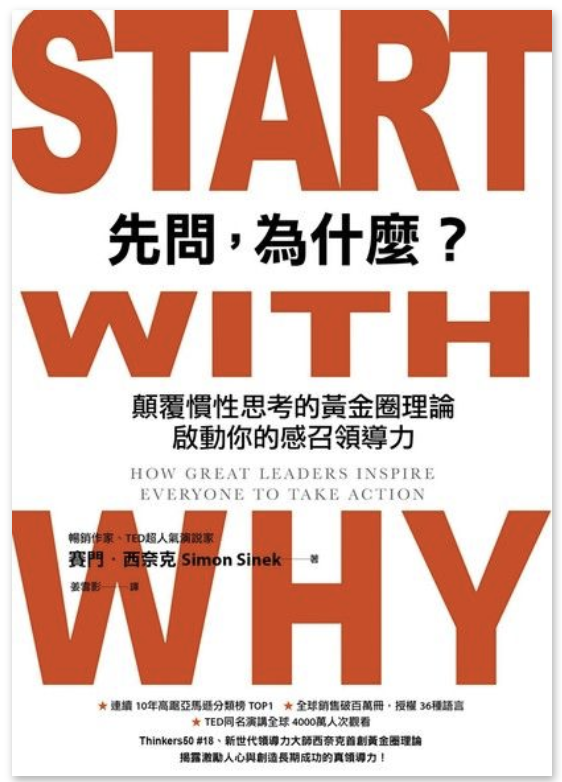 START
先問，為什麼？
WITH
顛覆慣性思考的黃金圈理論
啟動你的感召領導力
HOW GREAT LEADERS INSPIRE
EVERYONE TO TAKE ACTION
WHY
暢銷作家、TED超人氣演說家
賽門・西奈克 Simon Sinek——著
姜雪影——譯
★ 連續 10年高踞亞馬遜分類榜 TOP1 ★ 全球銷售破百萬冊，授權 36種語言
★ TED同名演講全球 4000萬人次觀看
Thinkers50 #18、新世代領導力大師西奈克首創黃金圈理論
揭露激勵人心與創造長期成功的真領導力！